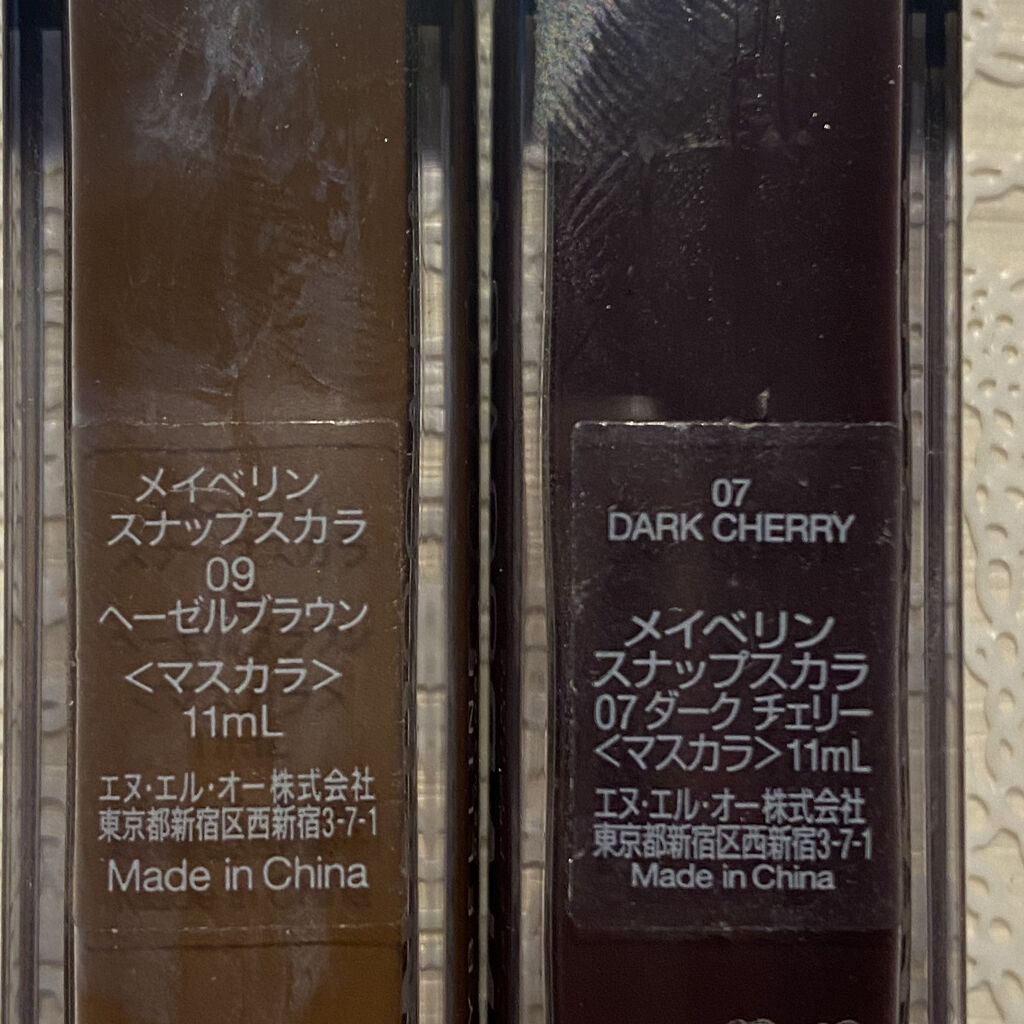 メイベリン
スナップスカラ
09
ヘーゼルブラウン
<マスカラ>
11mL
エヌ・エル・オー株式会社
東京都新宿区西新宿3-7-1
Made in China
07
DARK CHERRY
メイベリン
スナップスカラ
07 ダーク チェリー
<マスカラ>11mL
エヌ・エル・オー株式会社
東京都新宿区西新宿3-7-1
Made in China